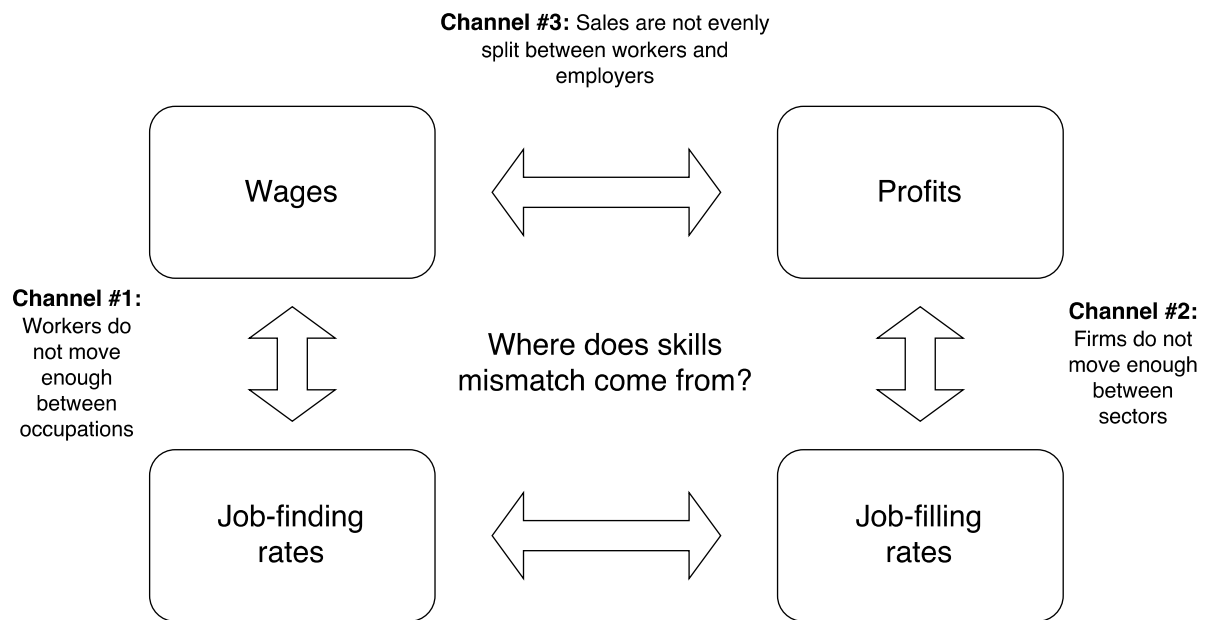 Channel #3: Sales are not evenly
split between workers and
employers
Wages
Profits
Channel #1:
Workers do
not move
enough
between
occupations
Where does skills
mismatch come from?
Channel #2:
Firms do not
move enough
between
sectors
Job-finding
rates
Job-filling
rates